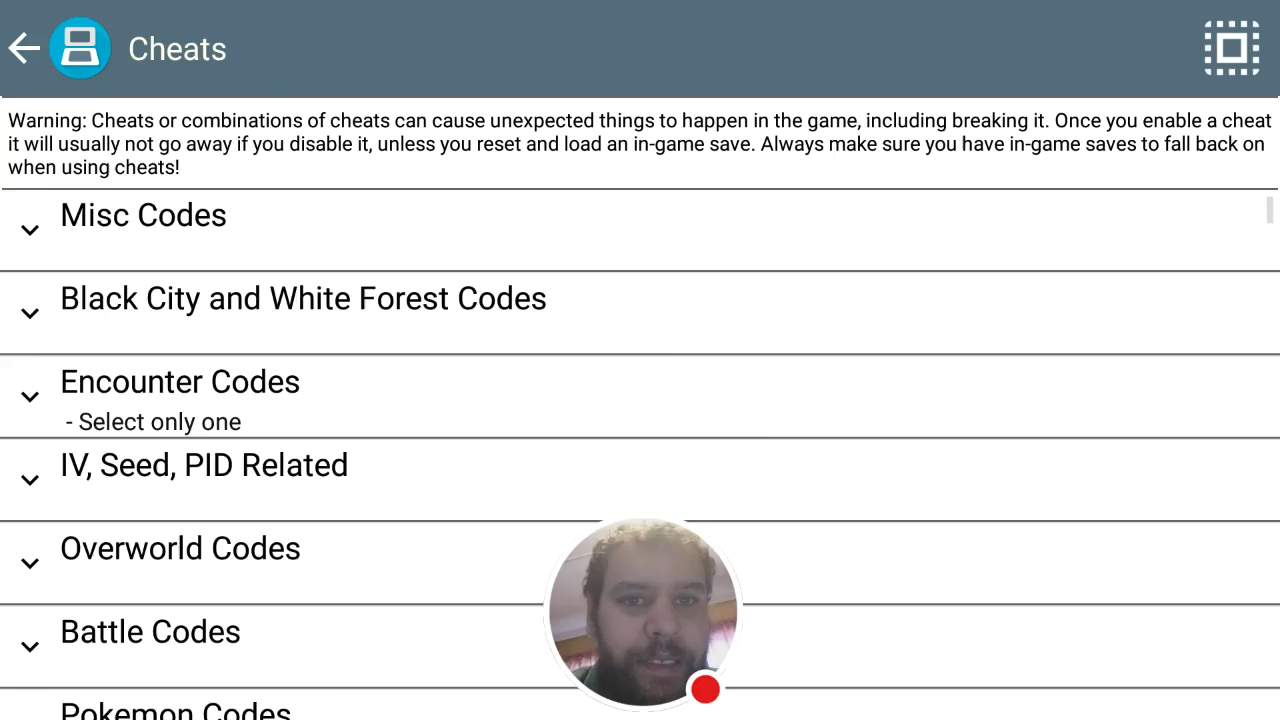 Cheats
Warning: Cheats or combinations of cheats can cause unexpected things to happen in the game, including breaking it. Once you enable a cheat
it will usually not go away if you disable it, unless you reset and load an in-game save. Always make sure you have in-game saves to fall back on
when using cheats!
Misc Codes
Black City and White Forest Codes
Encounter Codes
- Select only one
IV, Seed, PID Related
Overworld Codes
Battle Codes
Pokemon Codes